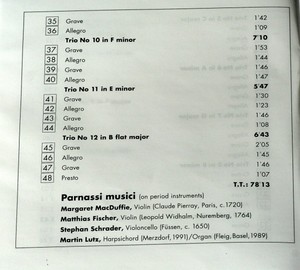 35 Grave 1'42
36 Allegro 1'09
Trio No 10 in F minor 7'10
37 Grave 1'53
38 Allegro 1'44
39 Grave 1'46
40 Allegro 1'47
Trio No 11 in E minor 5'47
41 Grave 1'30
42 Allegro 1'23
43 Grave 1'46
44 Allegro 1'08
Trio No 12 in B flat major 6'43
45 Grave 2'05
46 Allegro 1'45
47 Grave 1'46
48 Presto 1'07
T.T.: 78'13
Parnassi musici (on period instruments)
Margaret MacDuffie, Violin (Claude Pierray, Paris, c.1720)
Matthias Fischer, Violin (Leopold Widhalm, Nuremberg, 1764)
Stephan Schrader, Violoncello (Füssen, c. 1650)
Martin Lutz, Harpsichord (Merzdorf, 1991)/Organ (Fleig, Basel, 1989)